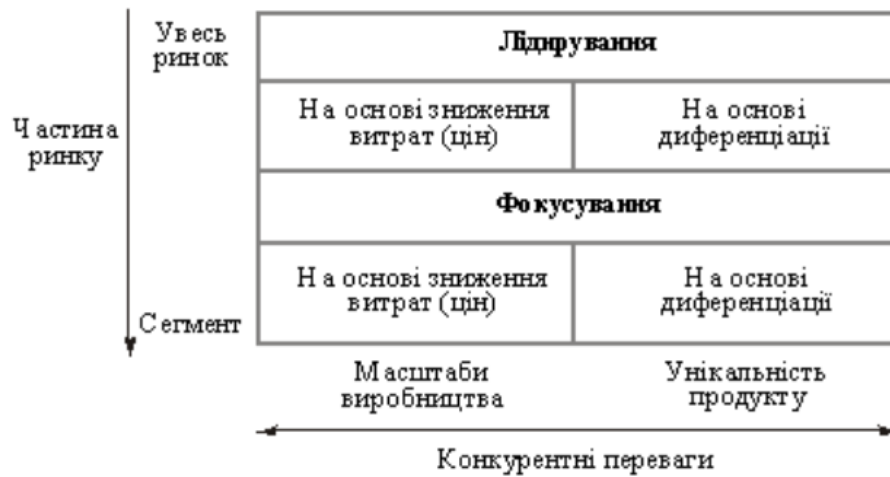 Увесь
ринок
Лідирування
На основі зниження
витрат (цін)
На основі
диференціації
Частина
ринку
Фокусування
На основі зниження
витрат (цін)
На основі
диференціації
Сегмент
Масштаби
виробництва
Унікальність
продукту
Конкурентні переваги